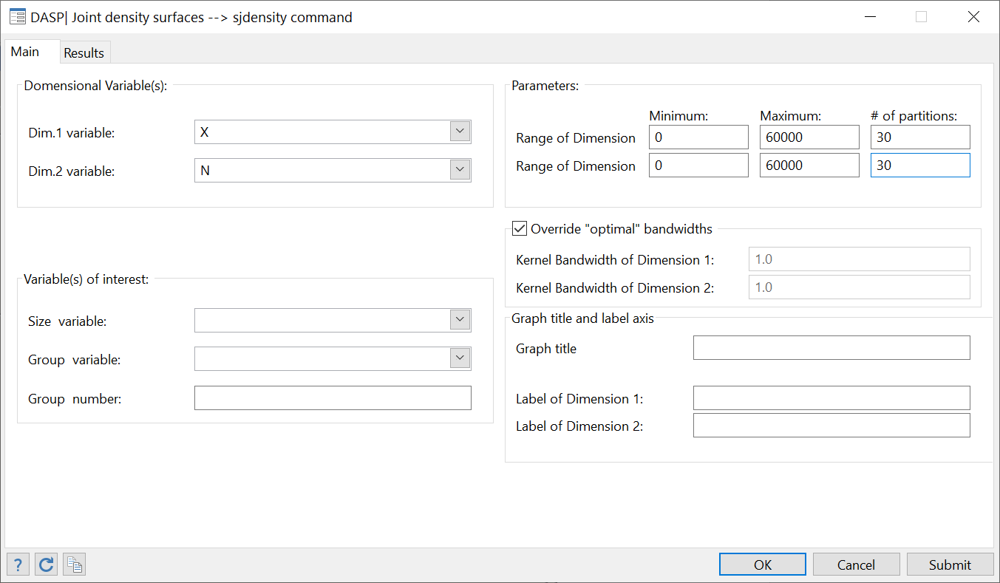 DASP| Joint density surfaces --> sjdensity command
Main
Results
Domensional Variable(s):
Dim.1 variable:
X
Dim.2 variable:
N
Variable(s) of interest:
Size variable:
Group variable:
Group number:
Parameters:
Minimum: Maximum: # of partitions:
Range of Dimension 0 60000 30
Range of Dimension 0 60000 30
Override "optimal" bandwidths
Kernel Bandwidth of Dimension 1: 1.0
Kernel Bandwidth of Dimension 2: 1.0
Graph title and label axis
Graph title
Label of Dimension 1:
Label of Dimension 2:
?
OK Cancel Submit